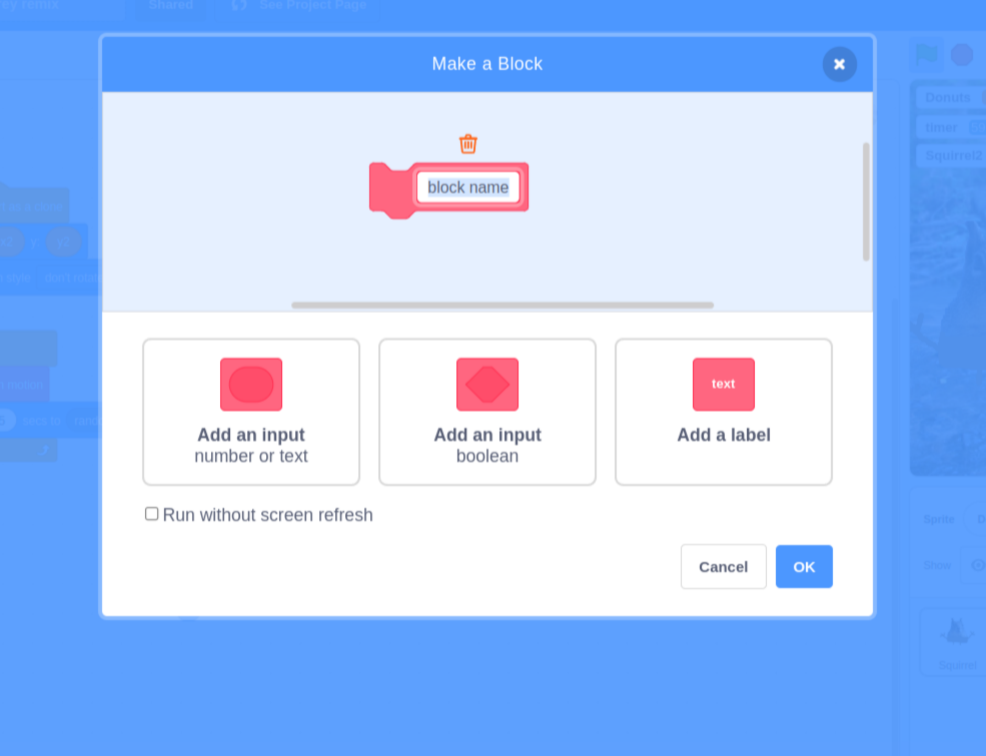 Shared
See Project Page
Make a Block
Donuts
timer
Squirrel2
block name
text
Add an input
number or text
Add an input
boolean
Add a label
Run without screen refresh
Sprite
Show
Cancel
OK
Squirrel